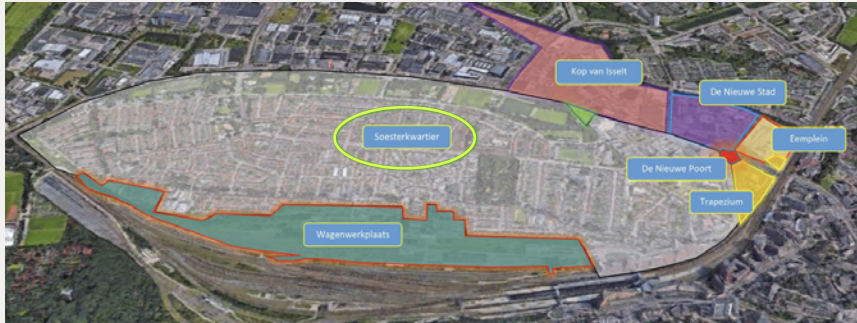 Kop van Isselt
De Nieuwe Stad
Soesterkwartier
Eemplein
De Nieuwe Poort
Trapezium
Wagenwerkplaats